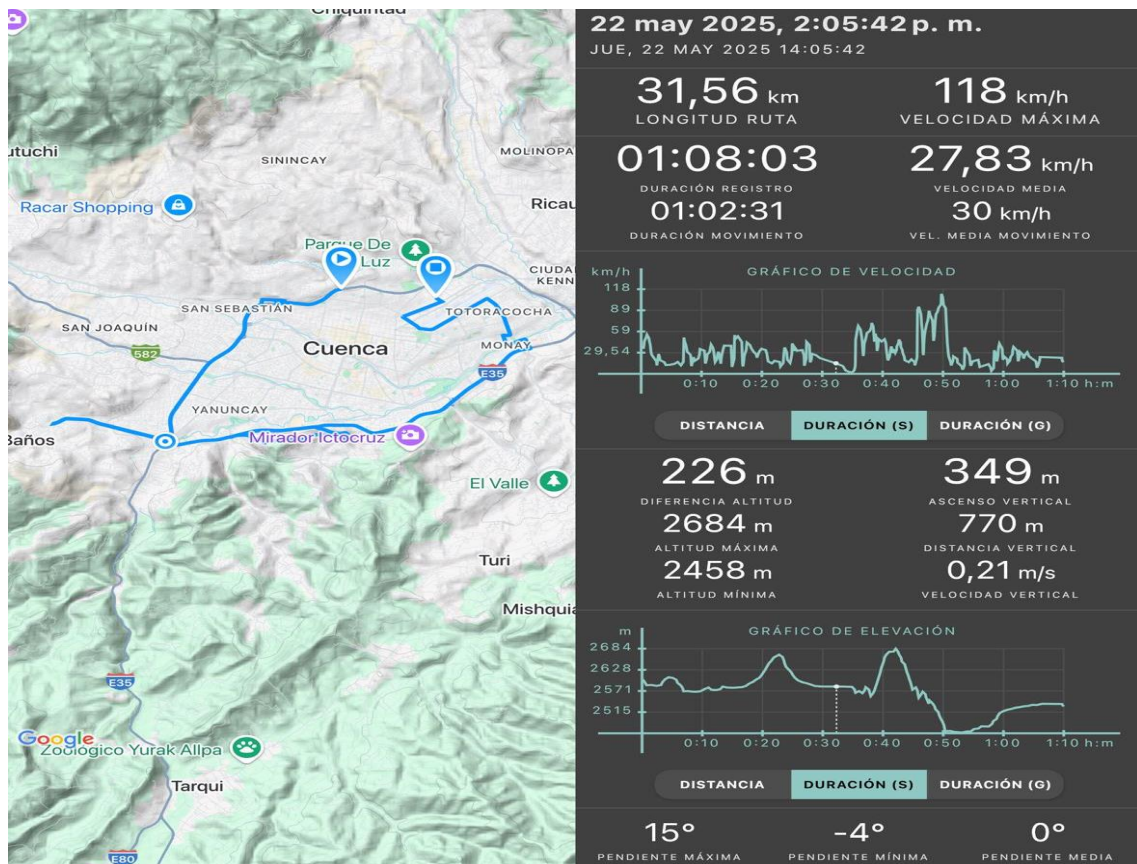 Chiquintad
utuchi
SININCAY
MOLINOPA
Racar Shopping
Ricau
Parque De
Luz
CIUDA
KENN
SAN SEBASTIÁN
TOTORACOCHA
SAN JOAQUÍN
Cuenca
MONAY
582
E35
YANUNCAY
Baños
Mirador Ictocruz
El Valle
Turi
Mishquia
E35
Google
Zoológico Yurak Allpa
Tarqui
E80
22 may 2025, 2:05:42 p. m.
JUE, 22 MAY 2025 14:05:42
31,56 km
LONGITUD RUTA
118 km/h
VELOCIDAD MÁXIMA
01:08:03
DURACIÓN REGISTRO
27,83 km/h
VELOCIDAD MEDIA
01:02:31
DURACIÓN MOVIMIENTO
30 km/h
VEL. MEDIA MOVIMIENTO
km/h GRÁFICO DE VELOCIDAD
118
89
59
29,54
0:10 0:20 0:30 0:40 0:50 1:00 1:10 h:m
DISTANCIA DURACIÓN (S) DURACIÓN (G)
226 m
DIFERENCIA ALTITUD
349 m
ASCENSO VERTICAL
2684 m
ALTITUD MÁXIMA
770 m
DISTANCIA VERTICAL
2458 m
ALTITUD MÍNIMA
0,21 m/s
VELOCIDAD VERTICAL
m GRÁFICO DE ELEVACIÓN
2684
2628
2571
2515
0:10 0:20 0:30 0:40 0:50 1:00 1:10 h:m
DISTANCIA DURACIÓN (S) DURACIÓN (G)
15° -4° 0°
PENDIENTE MÁXIMA PENDIENTE MÍNIMA PENDIENTE MEDIA